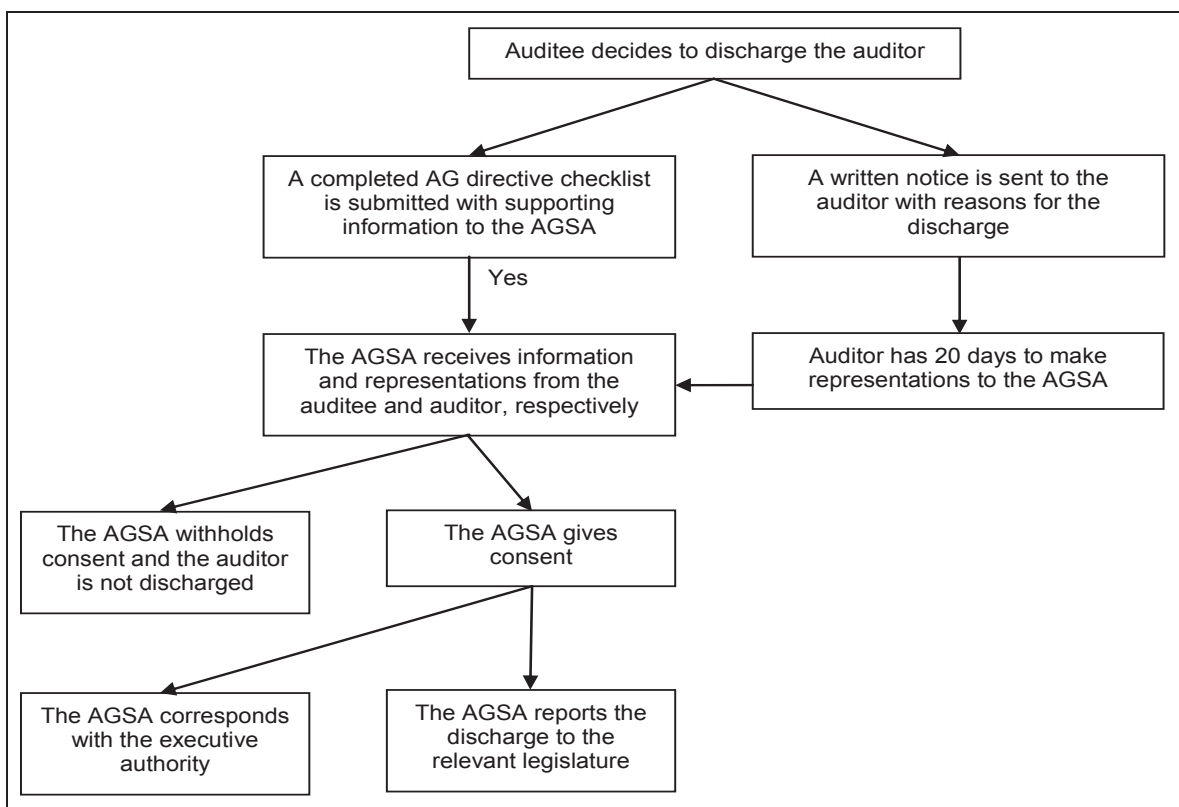 Auditee decides to discharge the auditor
A completed AG directive checklist
is submitted with supporting
information to the AGSA
A written notice is sent to the
auditor with reasons for the
discharge
Yes
The AGSA receives information
and representations from the
auditee and auditor, respectively
Auditor has 20 days to make
representations to the AGSA
The AGSA withholds
consent and the auditor
is not discharged
The AGSA gives
consent
The AGSA corresponds
with the executive
authority
The AGSA reports the
discharge to the
relevant legislature